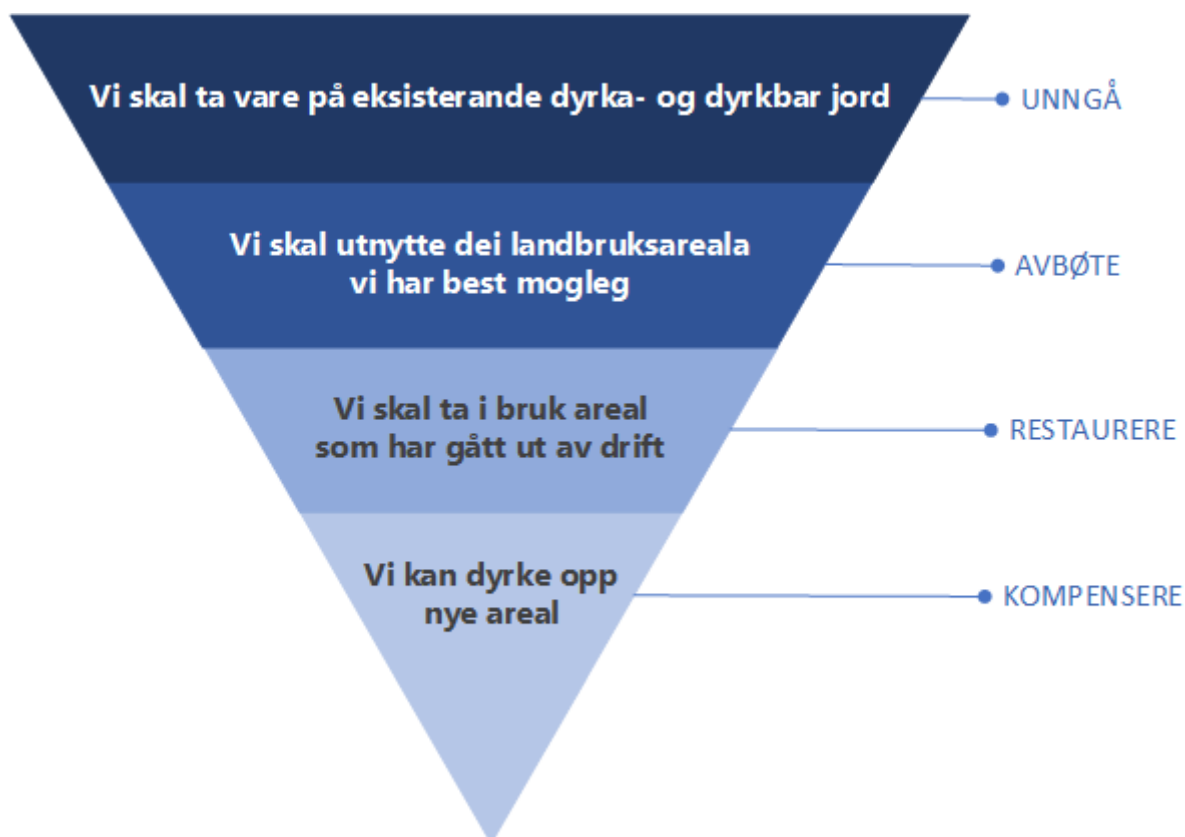 Vi skal ta vare på eksisterande dyrka- og dyrkbar jord
UNNGÅ
Vi skal utnytte dei landbruksareala
vi har best mogleg
AVBØTE
Vi skal ta i bruk areal
som har gått ut av drift
RESTAURERE
Vi kan dyrke opp
nye areal
KOMPENSERE